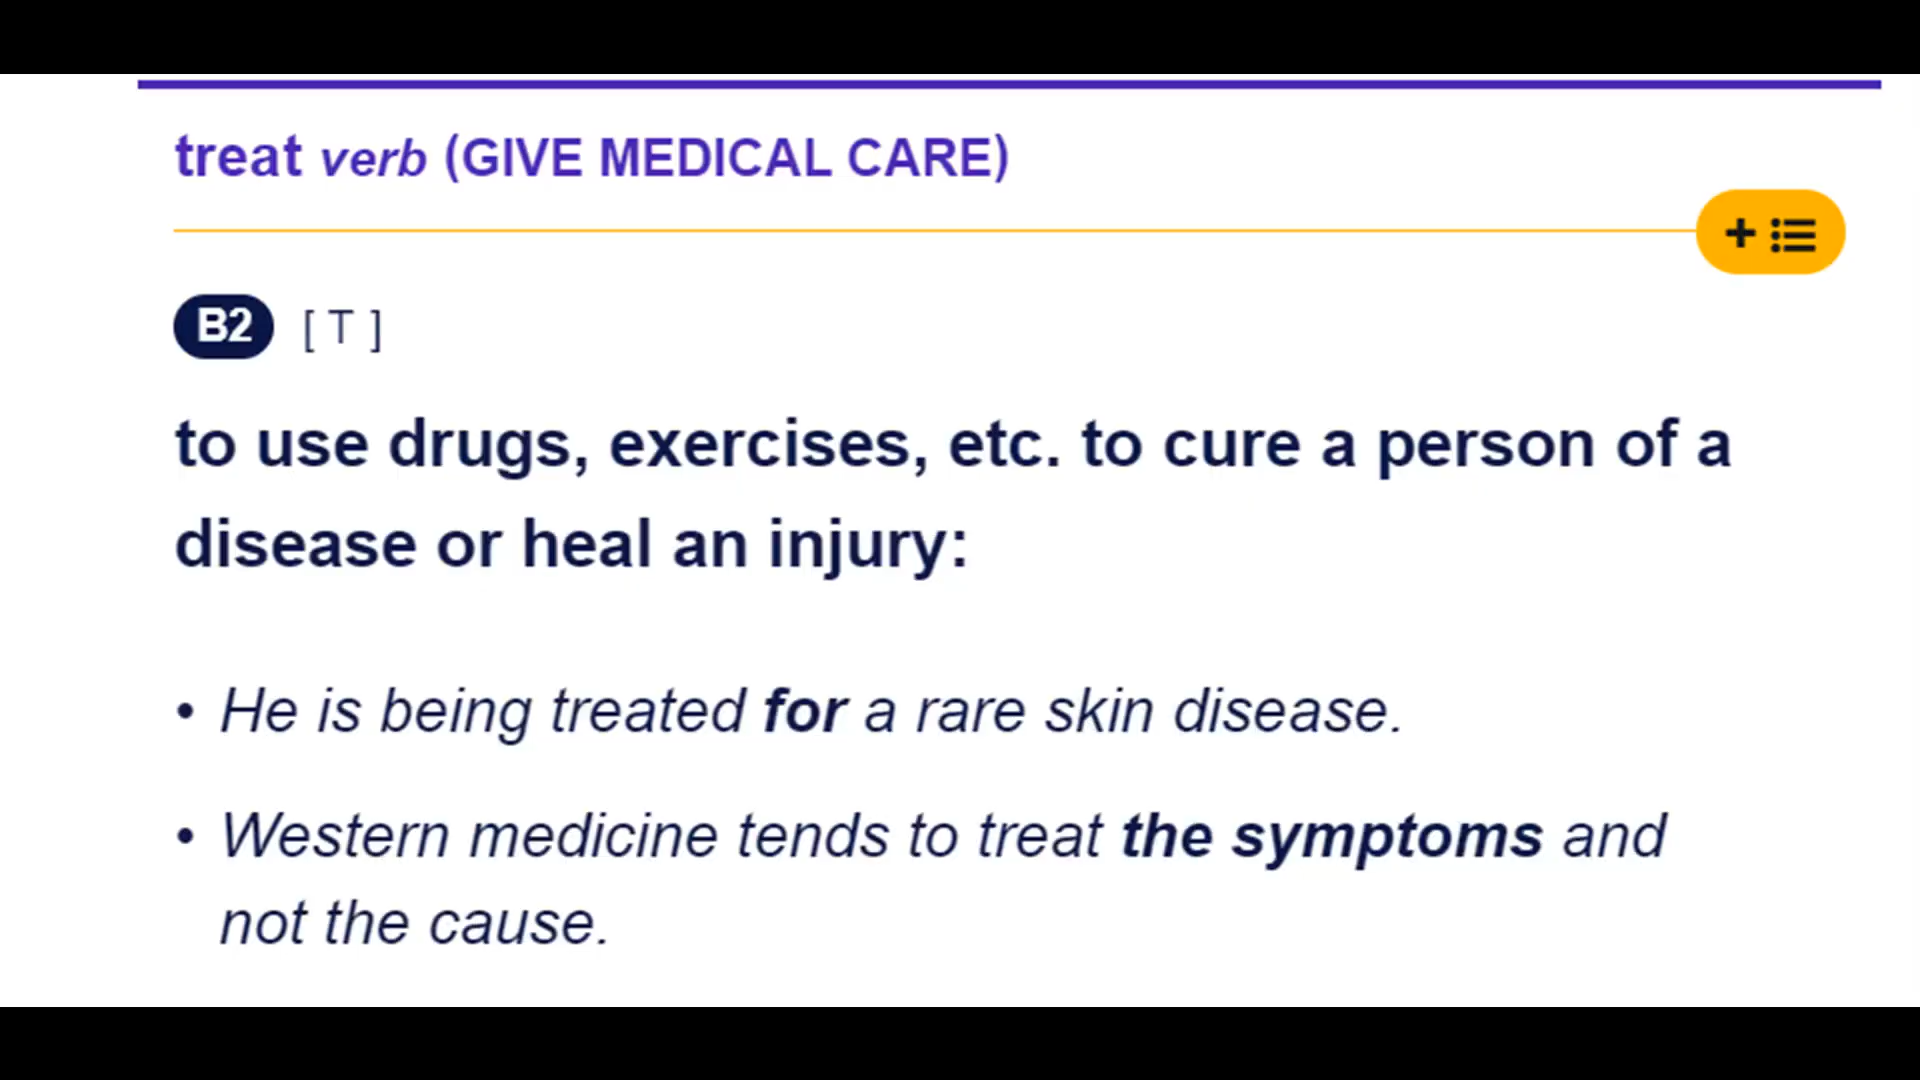 treat verb (GIVE MEDICAL CARE)
B2 [ T ]
to use drugs, exercises, etc. to cure a person of a
disease or heal an injury:
• He is being treated for a rare skin disease.
• Western medicine tends to treat the symptoms and
not the cause.